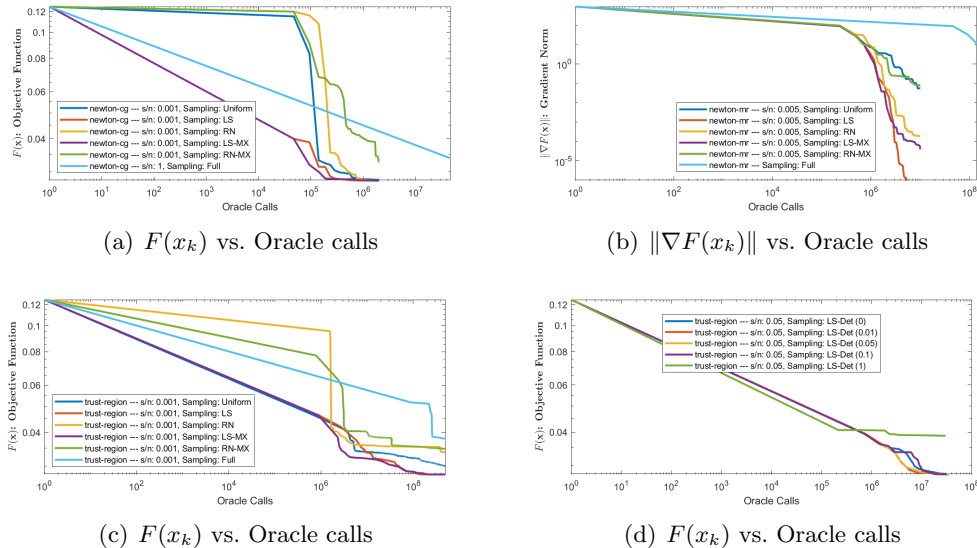 F(x): Objective Function
0.12
0.1
0.08
0.06
0.04
newton-cg --- s/n: 0.001, Sampling: Uniform
newton-cg --- s/n: 0.001, Sampling: LS
newton-cg --- s/n: 0.001, Sampling: RN
newton-cg --- s/n: 0.001, Sampling: LS-MX
newton-cg --- s/n: 0.001, Sampling: RN-MX
newton-cg --- s/n: 1, Sampling: Full
10^0 10^1 10^2 10^3 10^4 10^5 10^6 10^7
Oracle Calls
(a) F(x_k) vs. Oracle calls
||∇F(x)||: Gradient Norm
10^0
10^-5
newton-mr --- s/n: 0.005, Sampling: Uniform
newton-mr --- s/n: 0.005, Sampling: LS
newton-mr --- s/n: 0.005, Sampling: RN
newton-mr --- s/n: 0.005, Sampling: LS-MX
newton-mr --- s/n: 0.005, Sampling: RN-MX
newton-mr --- Sampling: Full
10^0 10^2 10^4 10^6 10^8
Oracle Calls
(b) ‖∇F(x_k)‖ vs. Oracle calls
F(x): Objective Function
0.12
0.1
0.08
0.06
0.04
trust-region --- s/n: 0.001, Sampling: Uniform
trust-region --- s/n: 0.001, Sampling: LS
trust-region --- s/n: 0.001, Sampling: RN
trust-region --- s/n: 0.001, Sampling: LS-MX
trust-region --- s/n: 0.001, Sampling: RN-MX
trust-region --- s/n: 0.001, Sampling: Full
10^0 10^2 10^4 10^6 10^8
Oracle Calls
(c) F(x_k) vs. Oracle calls
F(x): Objective Function
0.12
0.1
0.08
0.06
0.04
trust-region --- s/n: 0.05, Sampling: LS-Det (0)
trust-region --- s/n: 0.05, Sampling: LS-Det (0.01)
trust-region --- s/n: 0.05, Sampling: LS-Det (0.05)
trust-region --- s/n: 0.05, Sampling: LS-Det (0.1)
trust-region --- s/n: 0.05, Sampling: LS-Det (1)
10^0 10^1 10^2 10^3 10^4 10^5 10^6 10^7 10^8
Oracle Calls
(d) F(x_k) vs. Oracle calls